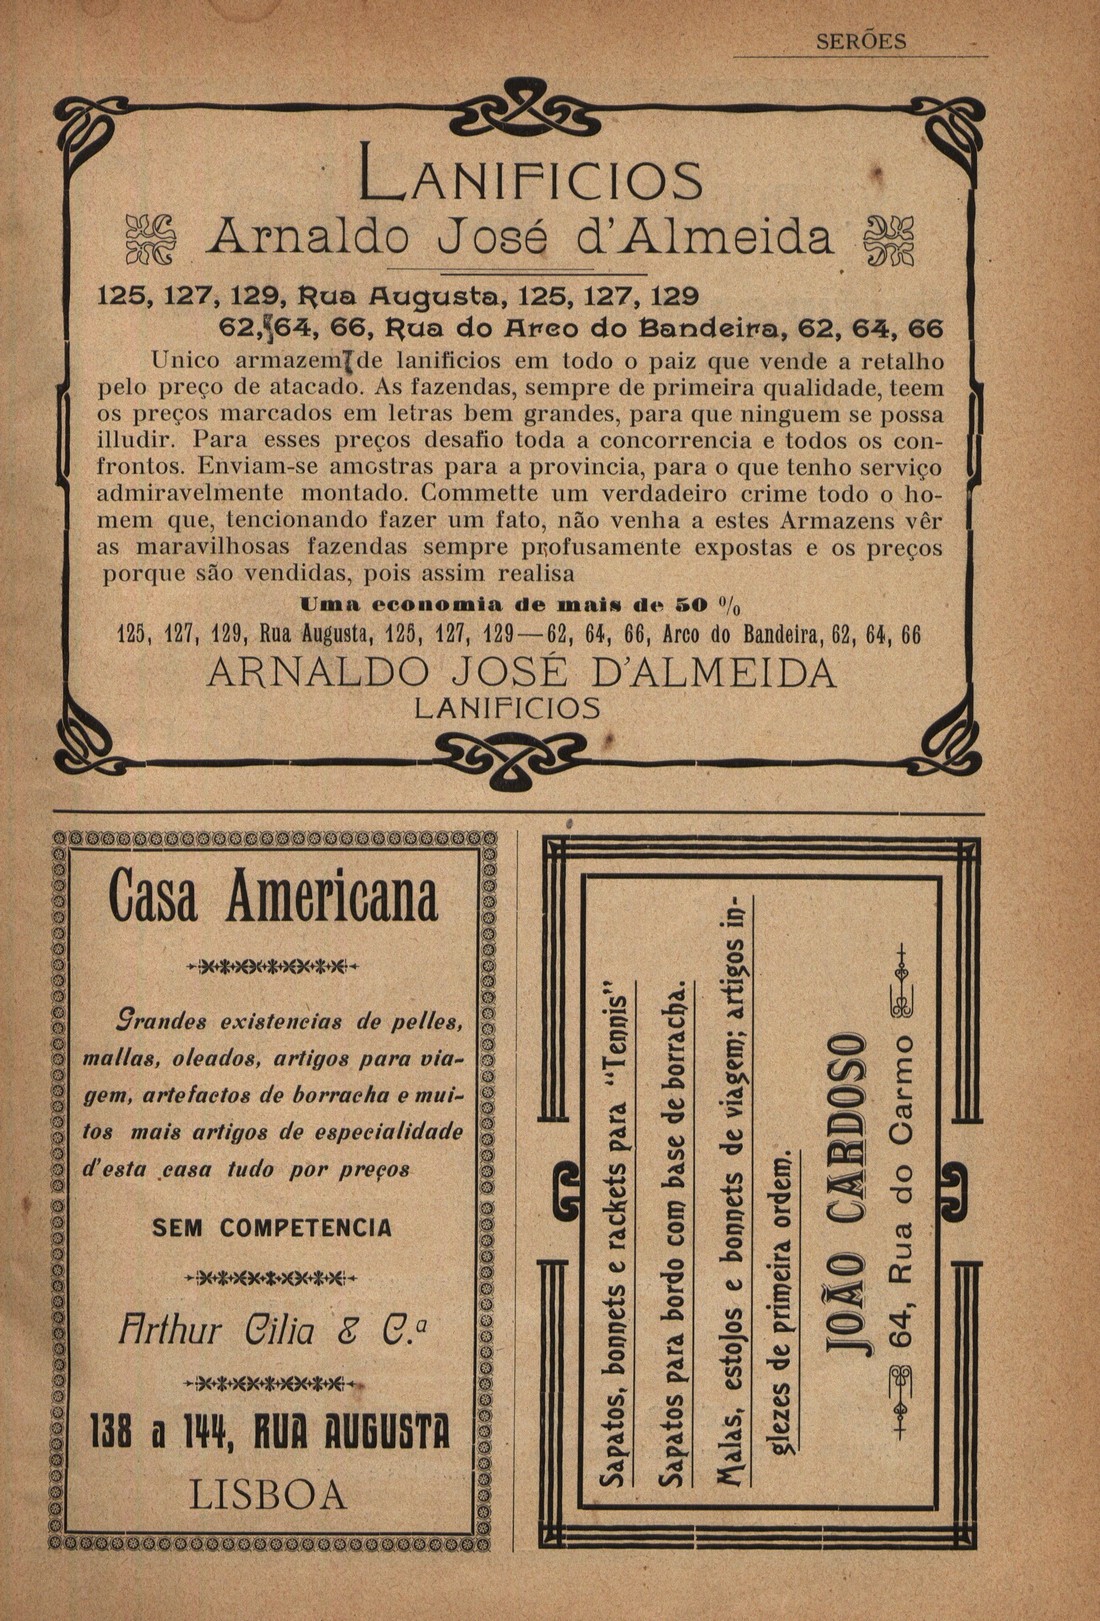 SERÕES
LANIFICIOS
Arnaldo José d'Almeida
125, 127, 129, Rua Augusta, 125, 127, 129
62, 64, 66, Rua do Arco do Bandeira, 62, 64, 66
Unico armazem de lanificios em todo o paiz que vende a retalho
pelo preço de atacado. As fazendas, sempre de primeira qualidade, teem
os preços marcados em letras bem grandes, para que ninguem se possa
illudir. Para esses preços desafio toda a concorrencia e todos os con-
frontos. Enviam-se amostras para a provincia, para o que tenho serviço
admiravelmente montado. Commette um verdadeiro crime todo o ho-
mem que, tencionando fazer um fato, não venha a estes Armazens vêr
as maravilhosas fazendas sempre profusamente expostas e os preços
porque são vendidas, pois assim realisa
Uma economia de mais de 50 %
125, 127, 129, Rua Augusta, 125, 127, 129—62, 64, 66, Arco do Bandeira, 62, 64, 66
ARNALDO JOSÉ D'ALMEIDA
LANIFICIOS
Casa Americana
Grandes existencias de pelles,
mallas, oleados, artigos para via-
gem, artefactos de borracha e mui-
tos mais artigos de especialidade
d'esta casa tudo por preços
SEM COMPETENCIA
Arthur Cilia & C.ª
138 a 144, RUA AUGUSTA
LISBOA
Sapatos, bonnets e rackets para "Tennis"
Sapatos para bordo com base de borracha.
Malas, estojos e bonnets de viagem; artigos in-
glezes de primeira ordem.
JOÃO CARDOSO
64, Rua do Carmo